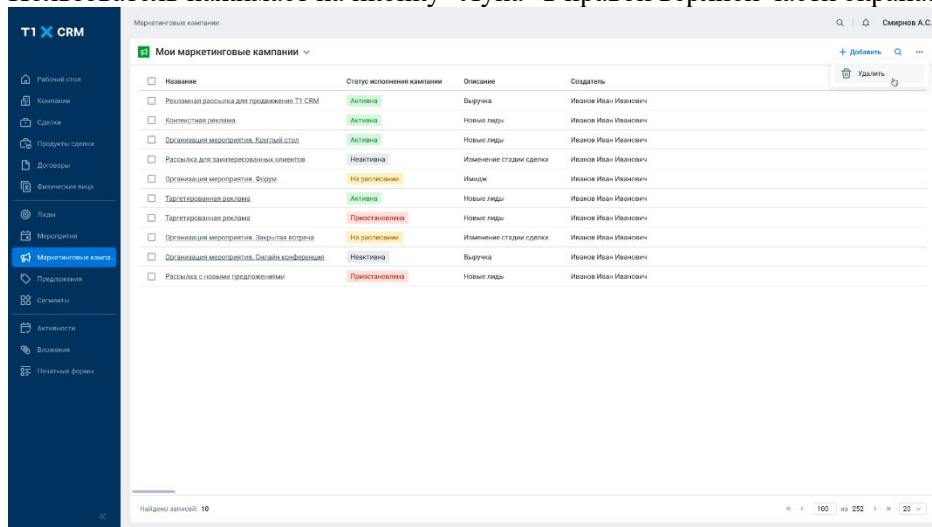 Пользователь нажимает на иконку "лупа" в правой верхней части экрана.
T1 CRM
Маркетинговые кампании
Смирнов А.С.
Мои маркетинговые кампании
+ Добавить
Удалить
Рабочий стол
Компании
Сделки
Продукты сделки
Договоры
Физические лица
Лиды
Мероприятия
Маркетинговые кампа...
Предложения
Сегменты
Активности
Вложения
Печатные формы
Название Статус исполнения кампании Описание Создатель
Рекламная рассылка для продвижения T1 CRM Активна Выручка Иванов Иван Иванович
Контекстная реклама Активна Новые лиды Иванов Иван Иванович
Организация мероприятия. Круглый стол Активна Новые лиды Иванов Иван Иванович
Рассылка для заинтересованных клиентов Неактивна Изменение стадии сделки Иванов Иван Иванович
Организация мероприятия. Форум На расписании Имидж Иванов Иван Иванович
Таргетированная реклама Активна Новые лиды Иванов Иван Иванович
Таргетированная реклама Приостановлена Новые лиды Иванов Иван Иванович
Организация мероприятия. Закрытая встреча На расписании Изменение стадии сделки Иванов Иван Иванович
Организация мероприятия. Онлайн конференция Неактивна Выручка Иванов Иван Иванович
Рассылка с новыми предложениями Приостановлена Новые лиды Иванов Иван Иванович
Найдено записей: 10
« ‹ 100 из 252 › » 20